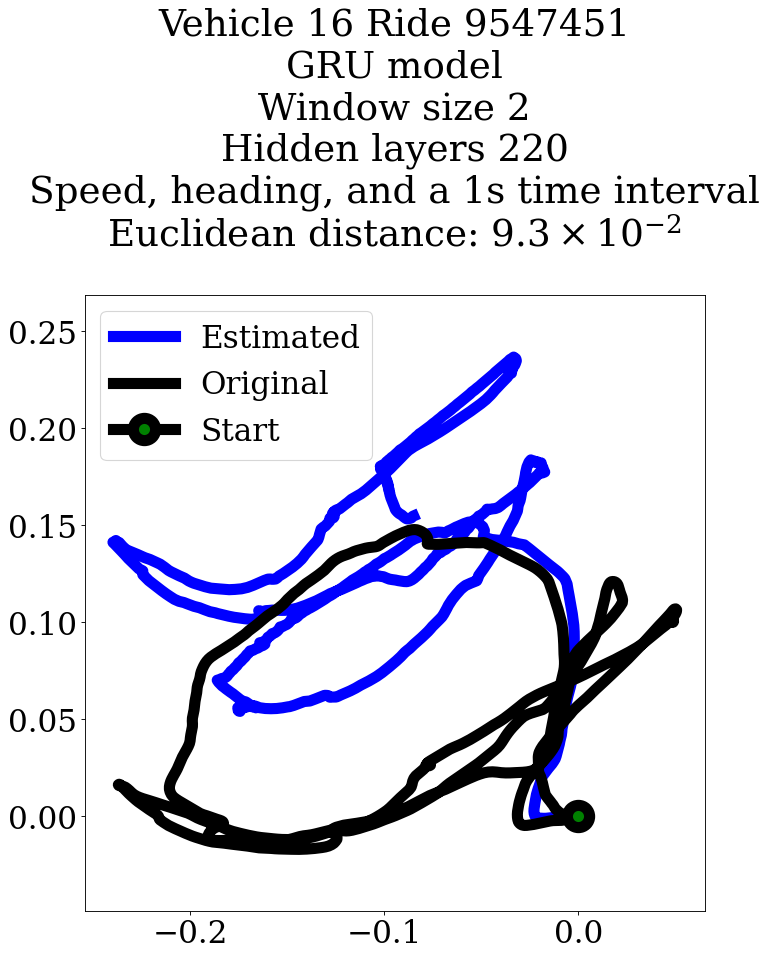 Vehicle 16 Ride 9547451
GRU model
Window size 2
Hidden layers 220
Speed, heading, and a 1s time interval
Euclidean distance: 9.3 × 10⁻²
Estimated
Original
Start
0.25
0.20
0.15
0.10
0.05
0.00
−0.2
−0.1
0.0